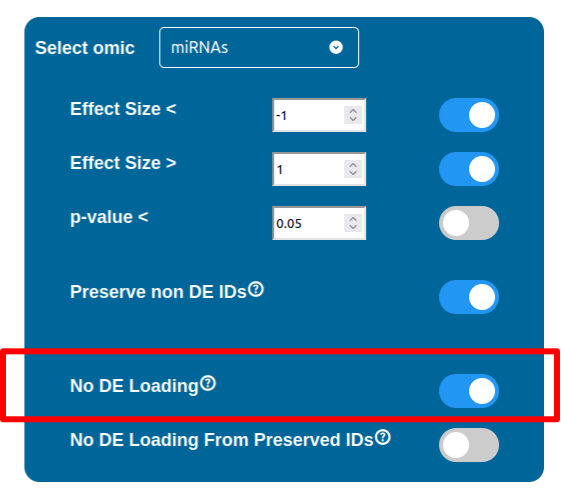 Select omic miRNAs
Effect Size < -1
Effect Size > 1
p-value < 0.05
Preserve non DE IDs?
No DE Loading?
No DE Loading From Preserved IDs?